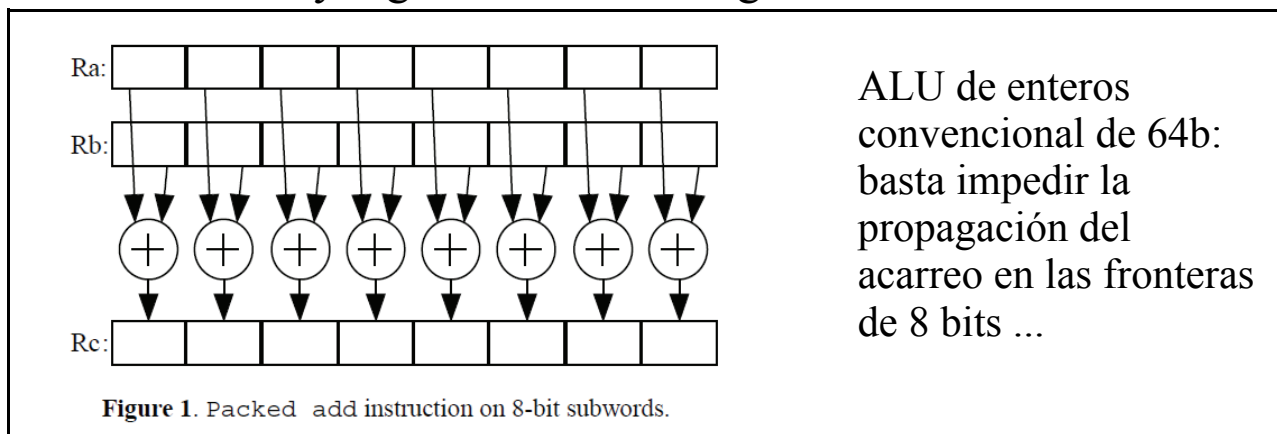 Ra:
Rb:
Rc:
Figure 1. Packed add instruction on 8-bit subwords.
ALU de enteros
convencional de 64b:
basta impedir la
propagación del
acarreo en las fronteras
de 8 bits ...